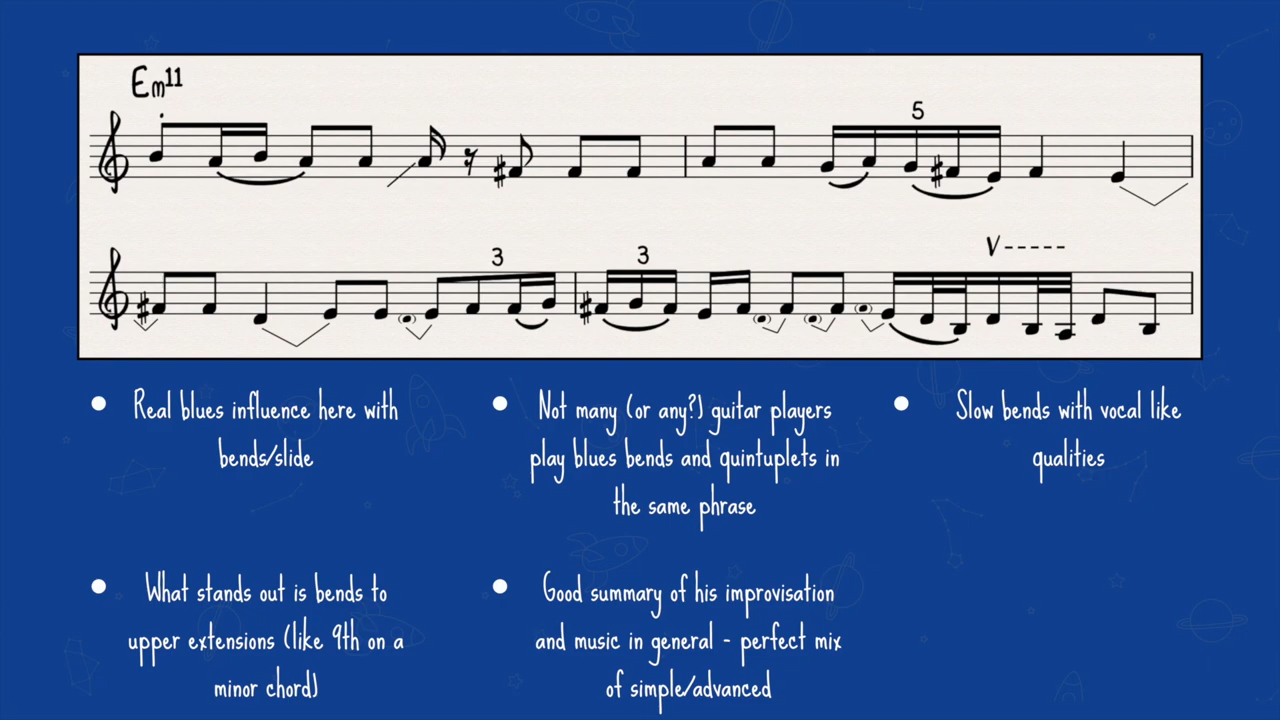 Em11
5
3
3
V-----
Real blues influence here with
bends/slide
Not many (or any?) guitar players
play blues bends and quintuplets in
the same phrase
Slow bends with vocal like
qualities
What stands out is bends to
upper extensions (like 9th on a
minor chord)
Good summary of his improvisation
and music in general - perfect mix
of simple/advanced